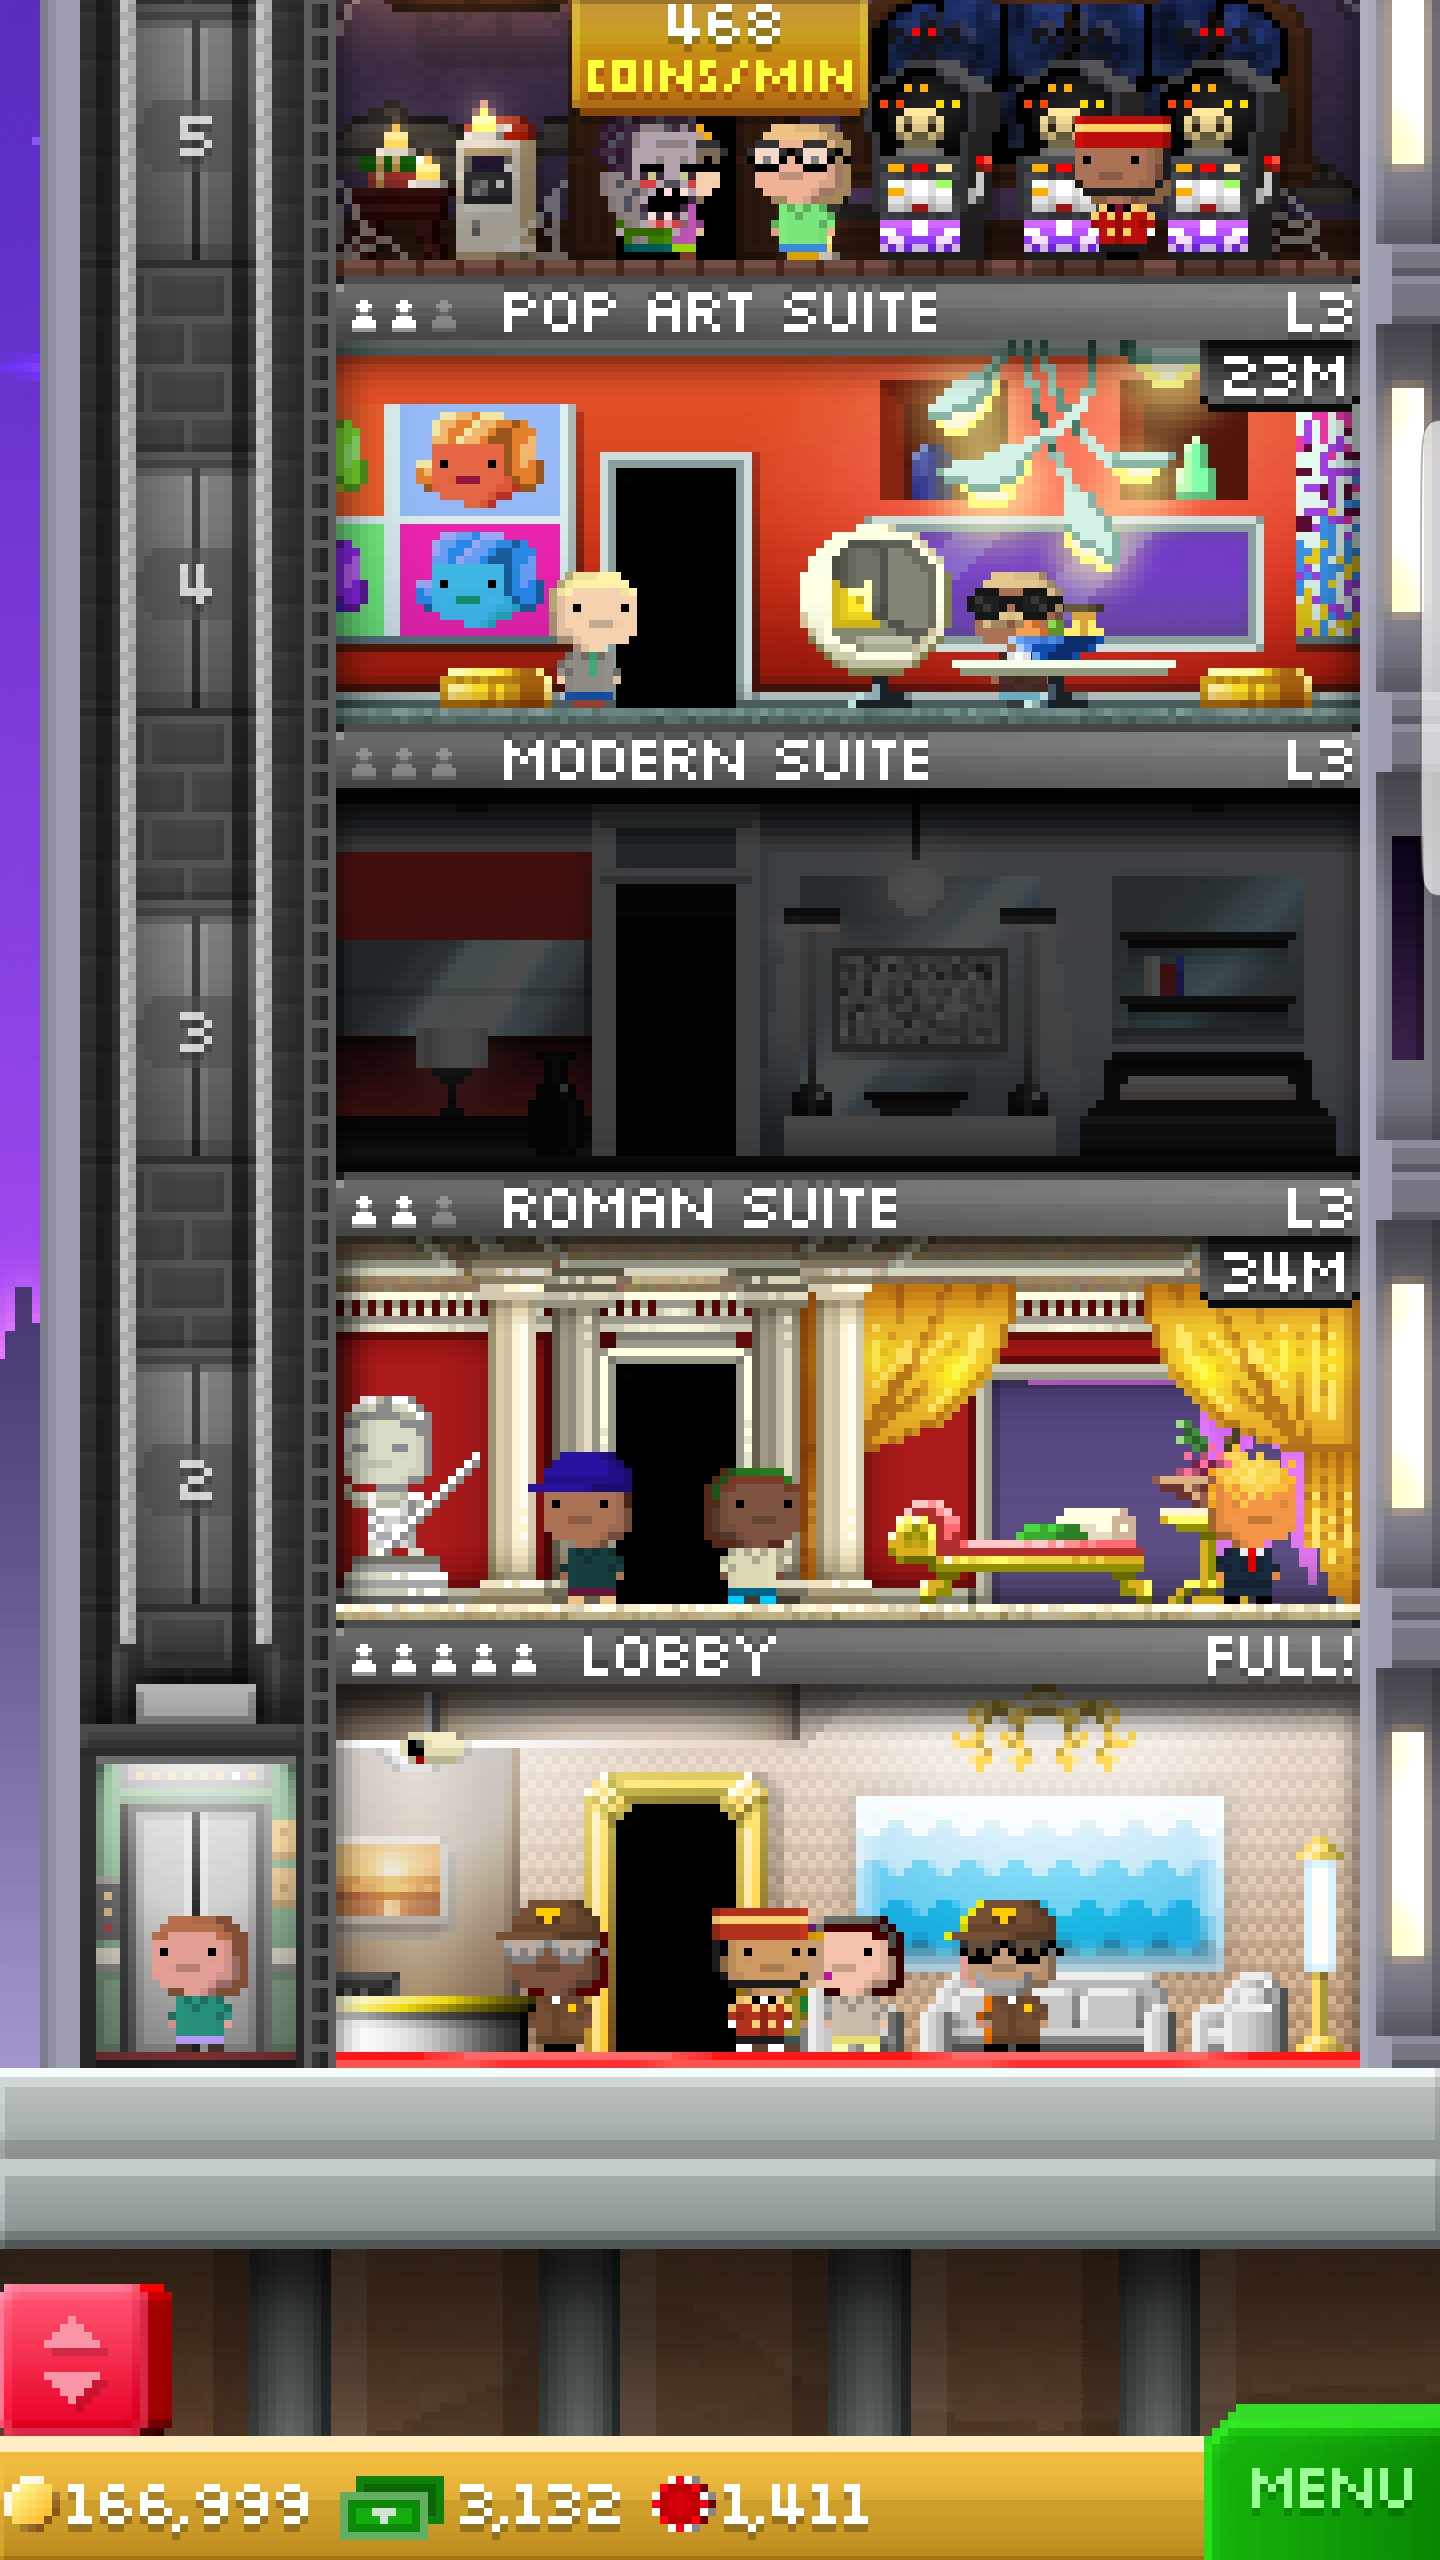 468
COINS/MIN
5
POP ART SUITE L3
23M
4
MODERN SUITE L3
3
ROMAN SUITE L3
34M
2
LOBBY FULL!
166,999 3,132 1,411
MENU